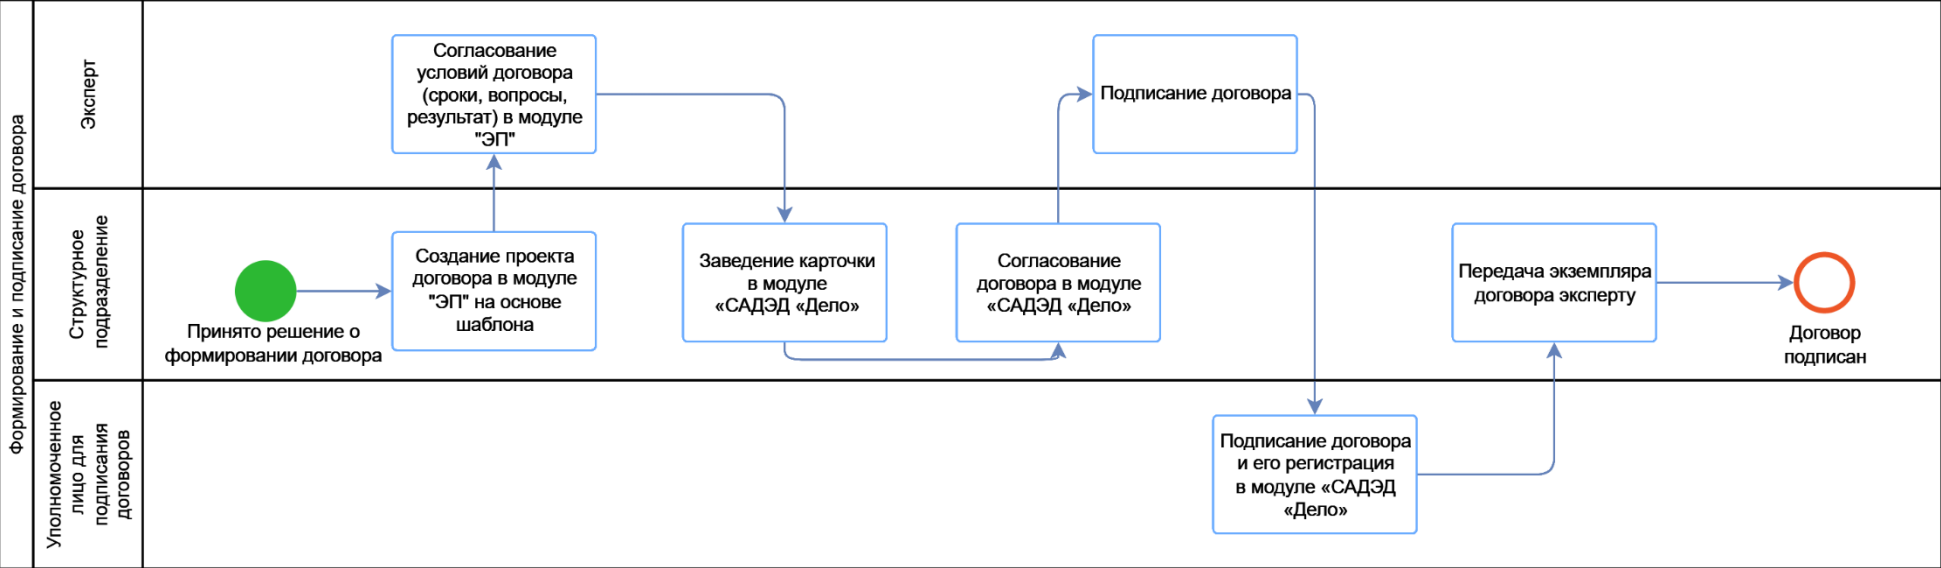 Формирование и подписание договора
Эксперт
Согласование
условий договора
(сроки, вопросы,
результат) в модуле
"ЭП"
Подписание договора
Структурное
подразделение
Принято решение о
формировании договора
Создание проекта
договора в модуле
"ЭП" на основе
шаблона
Заведение карточки
в модуле
«САДЭД «Дело»
Согласование
договора в модуле
«САДЭД «Дело»
Передача экземпляра
договора эксперту
Договор
подписан
Уполномоченное
лицо для
подписания
договоров
Подписание договора
и его регистрация
в модуле «САДЭД
«Дело»